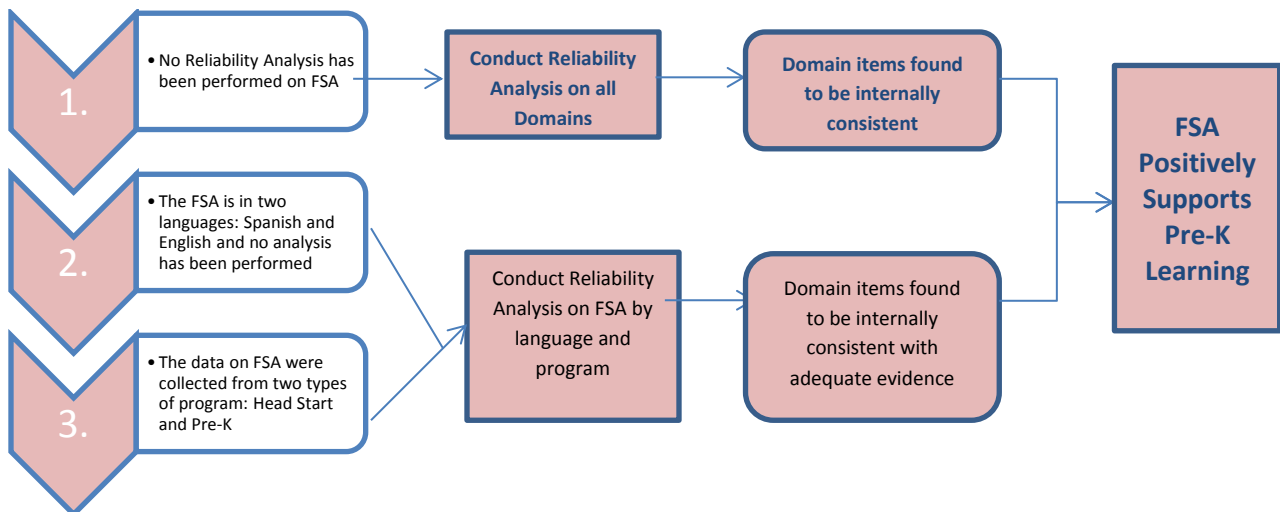 1.
• No Reliability Analysis has
been performed on FSA
Conduct Reliability
Analysis on all
Domains
Domain items found
to be internally
consistent
2.
• The FSA is in two
languages: Spanish and
English and no analysis
has been performed
3.
• The data on FSA were
collected from two types
of program: Head Start
and Pre-K
Conduct Reliability
Analysis on FSA by
language and
program
Domain items found
to be internally
consistent with
adequate evidence
FSA
Positively
Supports
Pre-K
Learning